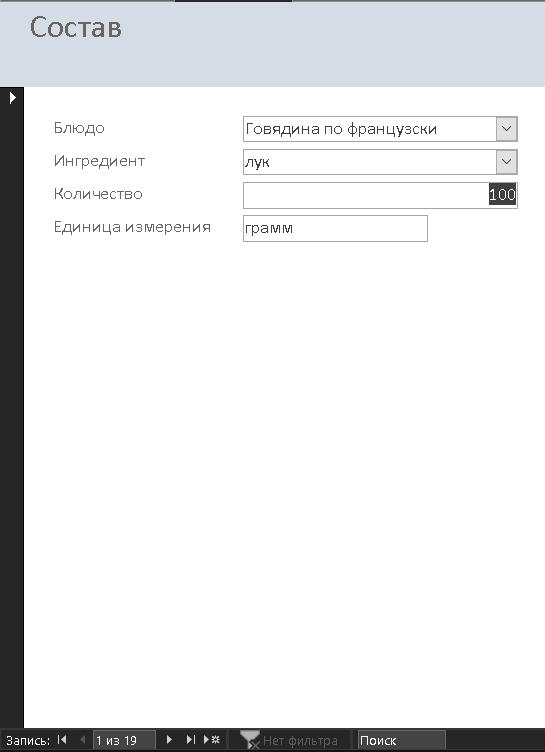 Состав
Блюдо Говядина по французски
Ингредиент лук
Количество 100
Единица измерения грамм
Запись: 1 из 19 Нет фильтра Поиск